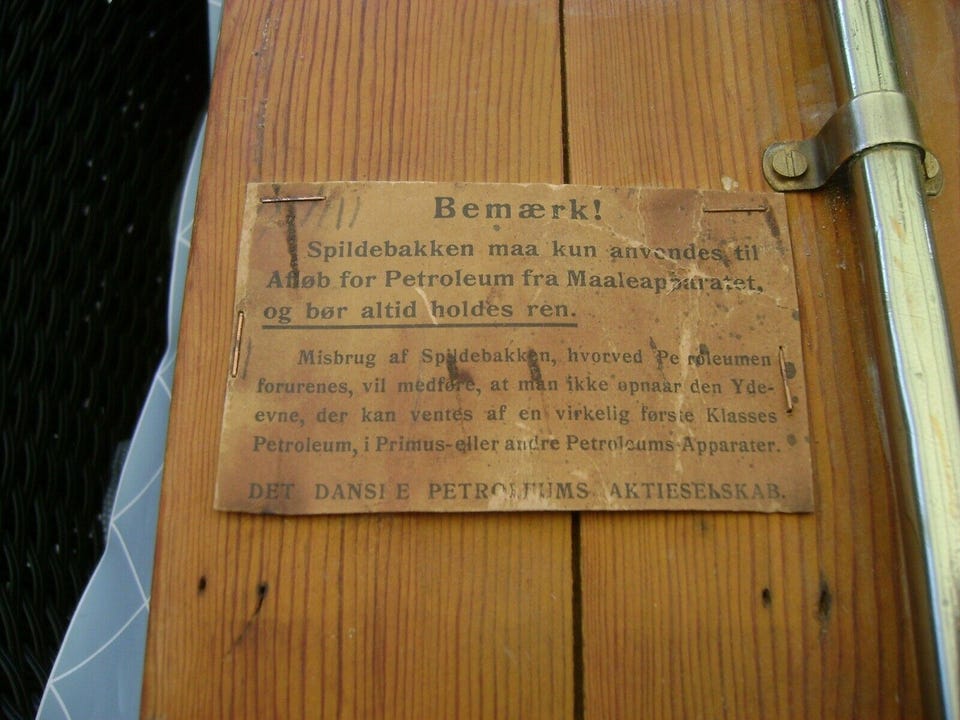 Bemærk!
Spildebakken maa kun anvendes til
Afløb for Petroleum fra Maaleapparatet,
og bør altid holdes ren.
Misbrug af Spildebakken, hvorved Petroleumen
forurenes, vil medføre, at man ikke opnaar den Yde-
evne, der kan ventes af en virkelig første Klasses
Petroleum, i Primus- eller andre Petroleums-Apparater.
DET DANSKE PETROLEUMS AKTIESELSKAB.